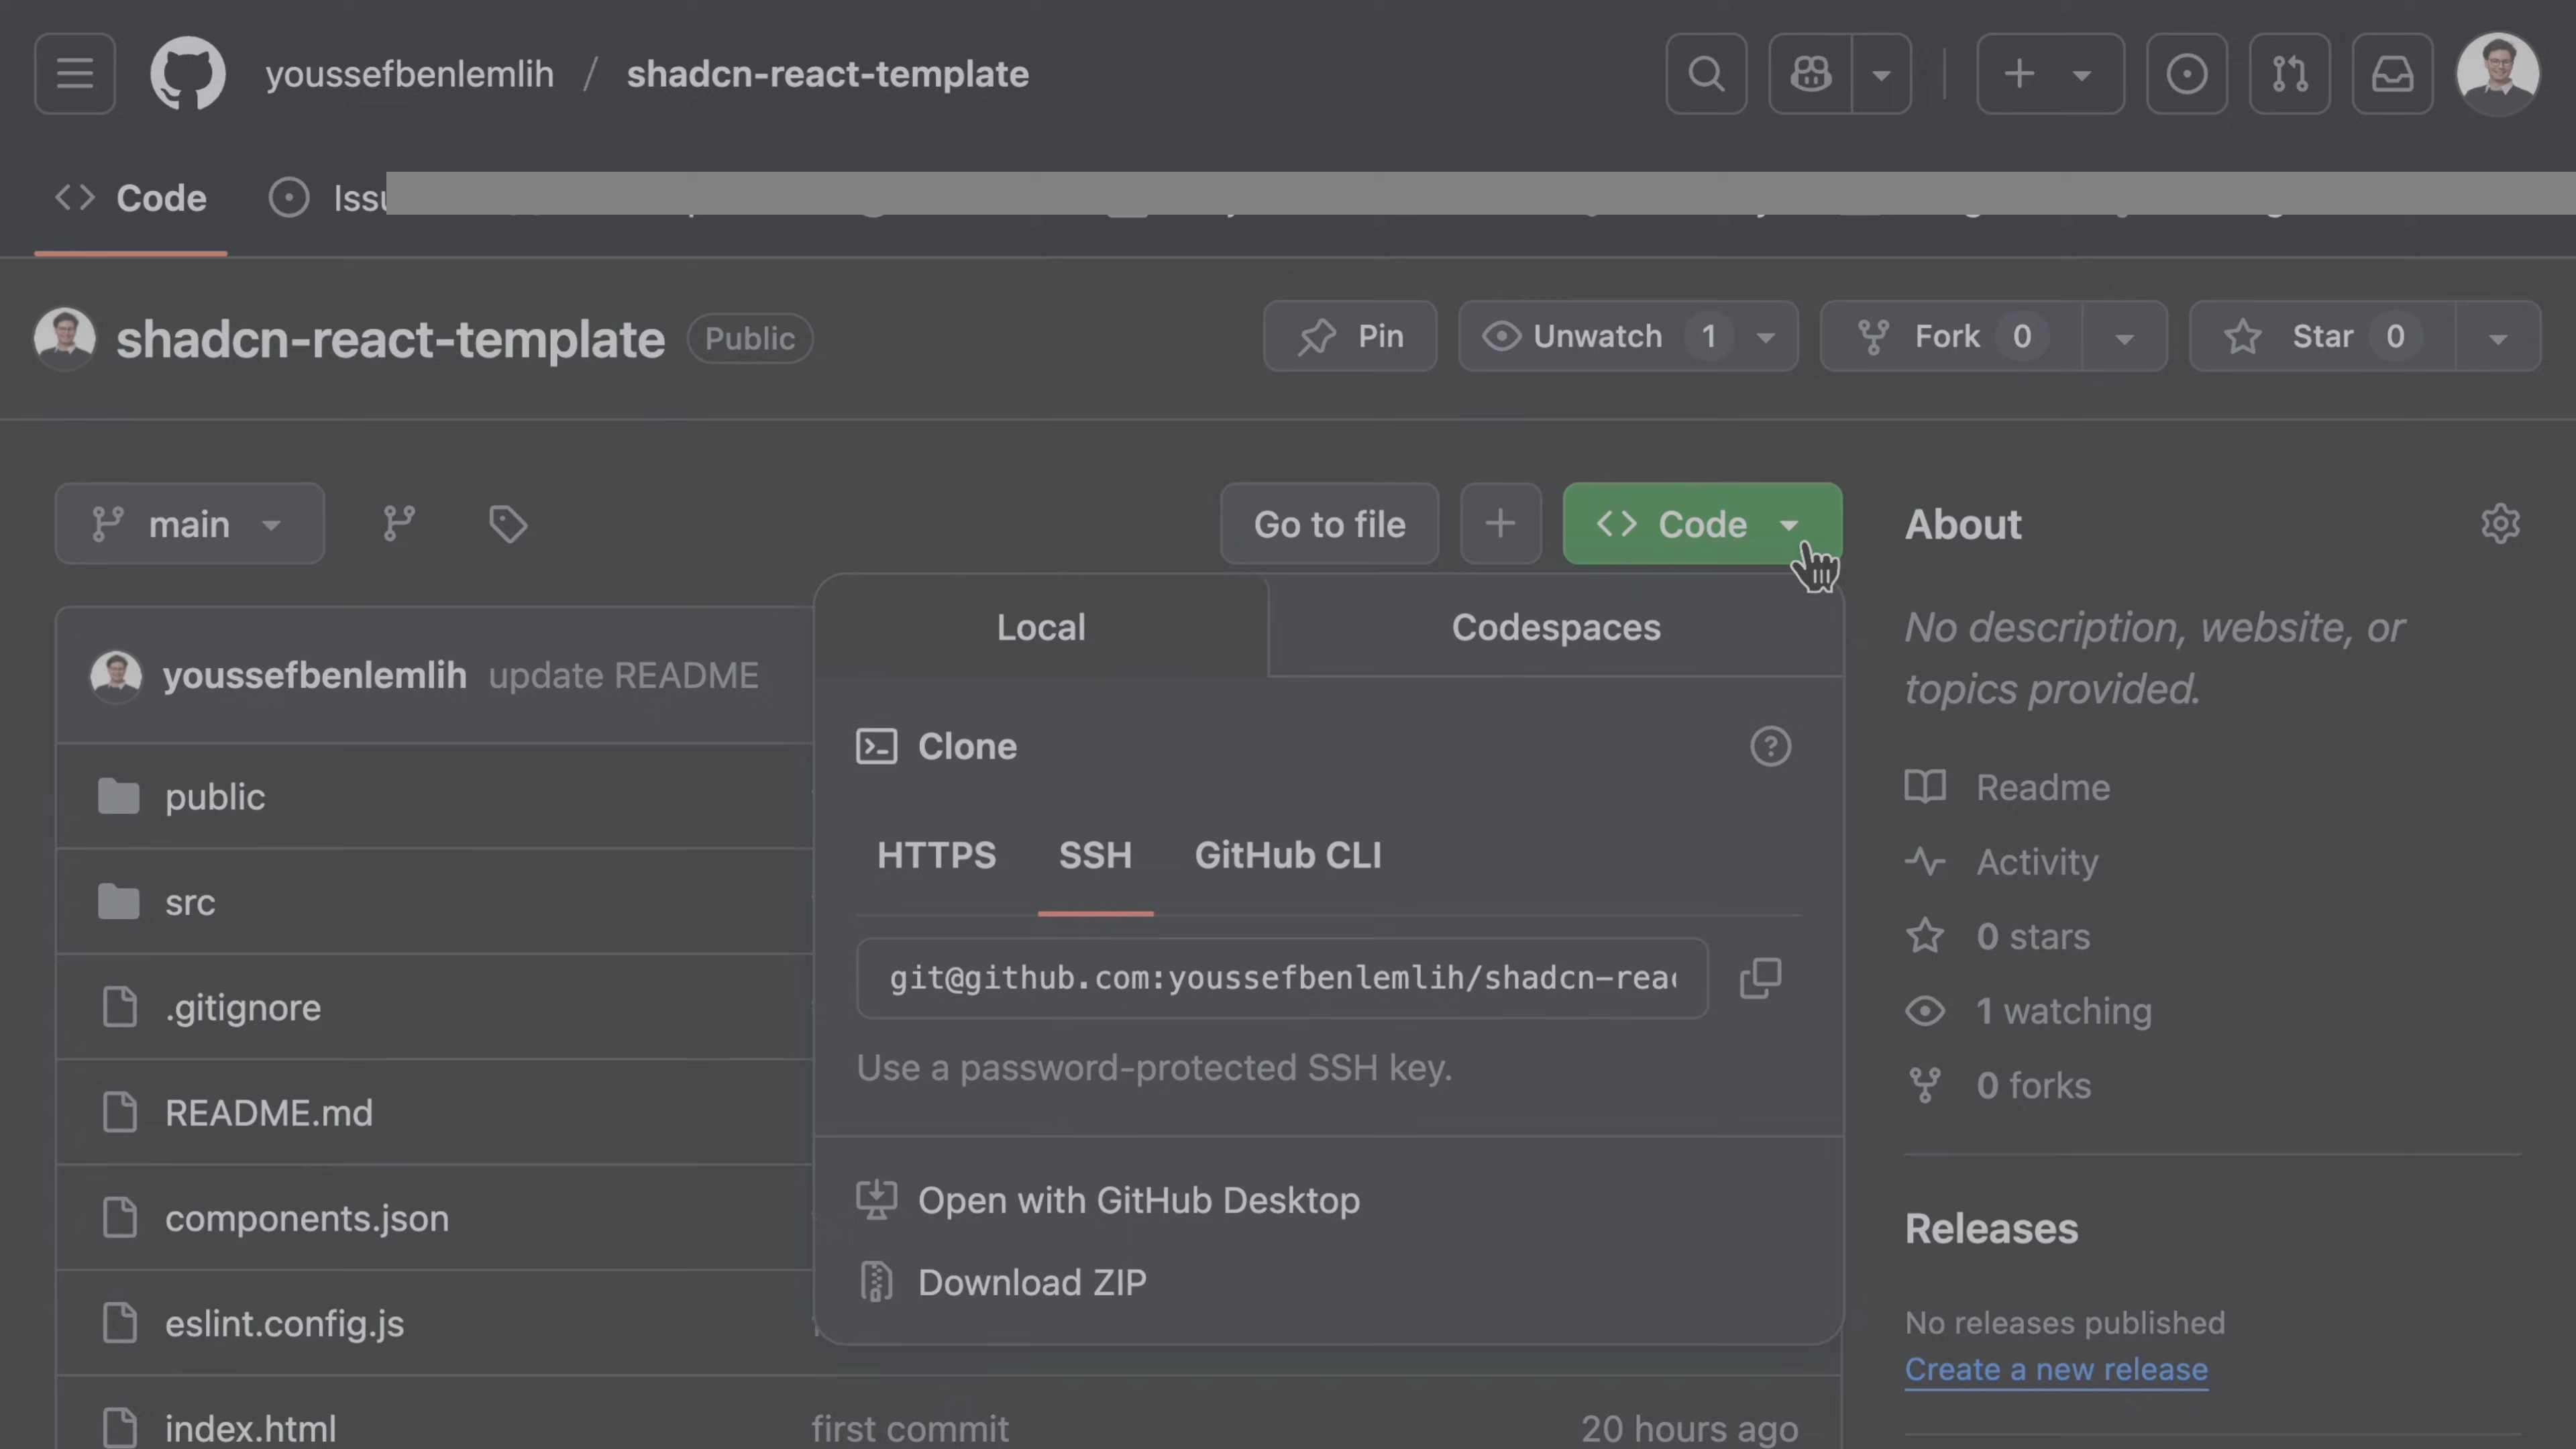 youssefbenlemlih / shadcn-react-template
Code
shadcn-react-template Public Pin Unwatch 1 Fork 0 Star 0
main Go to file Code About
Local Codespaces
No description, website, or
topics provided.
youssefbenlemlih update README
Clone
Readme
public
HTTPS SSH GitHub CLI
Activity
src
0 stars
git@github.com:youssefbenlemlih/shadcn-reac
.gitignore
1 watching
Use a password-protected SSH key.
0 forks
README.md
Open with GitHub Desktop
components.json
Releases
Download ZIP
eslint.config.js
No releases published
Create a new release
index.html first commit 20 hours ago